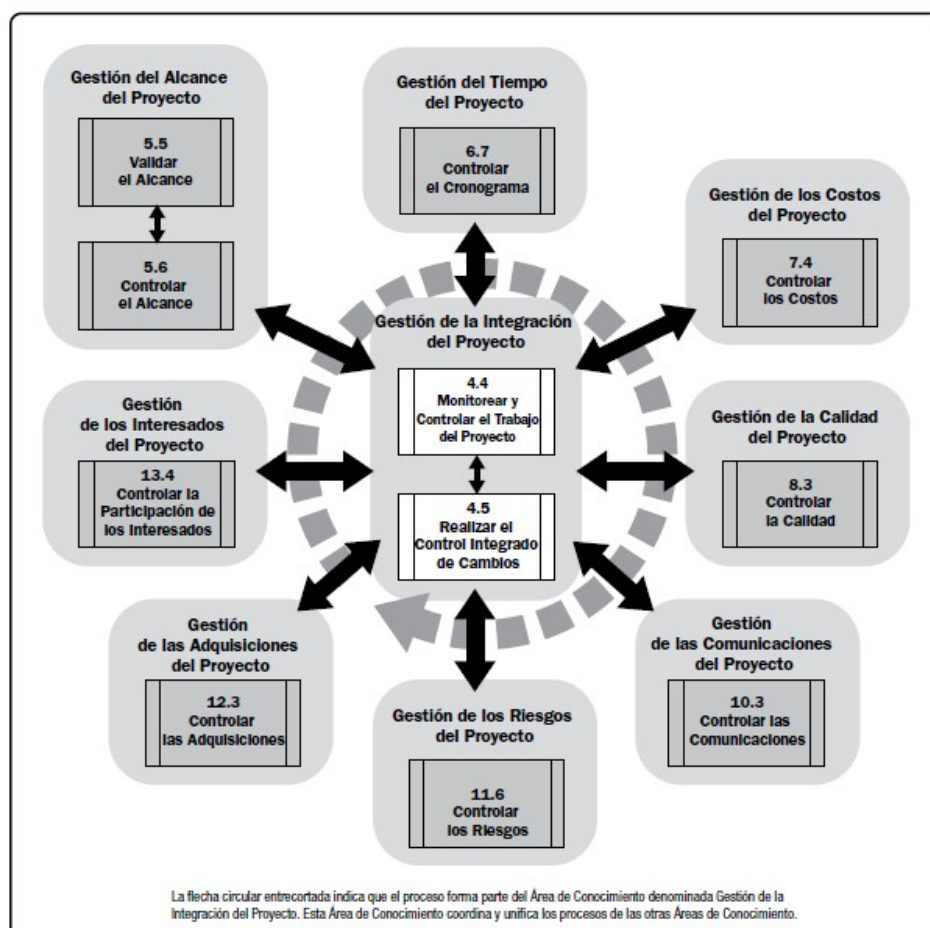 Gestión del Alcance
del Proyecto
5.5
Validar
el Alcance
5.6
Controlar
el Alcance
Gestión del Tiempo
del Proyecto
6.7
Controlar
el Cronograma
Gestión de los Costos
del Proyecto
7.4
Controlar
los Costos
Gestión de la Integración
del Proyecto
4.4
Monitorear y
Controlar el Trabajo
del Proyecto
4.5
Realizar el
Control Integrado
de Cambios
Gestión
de los Interesados
del Proyecto
13.4
Controlar la
Participación de
los Interesados
Gestión de la Calidad
del Proyecto
8.3
Controlar
la Calidad
Gestión
de las Adquisiciones
del Proyecto
12.3
Controlar
las Adquisiciones
Gestión de los Riesgos
del Proyecto
11.6
Controlar
los Riesgos
Gestión
de las Comunicaciones
del Proyecto
10.3
Controlar las
Comunicaciones
La flecha circular entrecortada indica que el proceso forma parte del Área de Conocimiento denominada Gestión de la
Integración del Proyecto. Esta Área de Conocimiento coordina y unifica los procesos de las otras Áreas de Conocimiento.